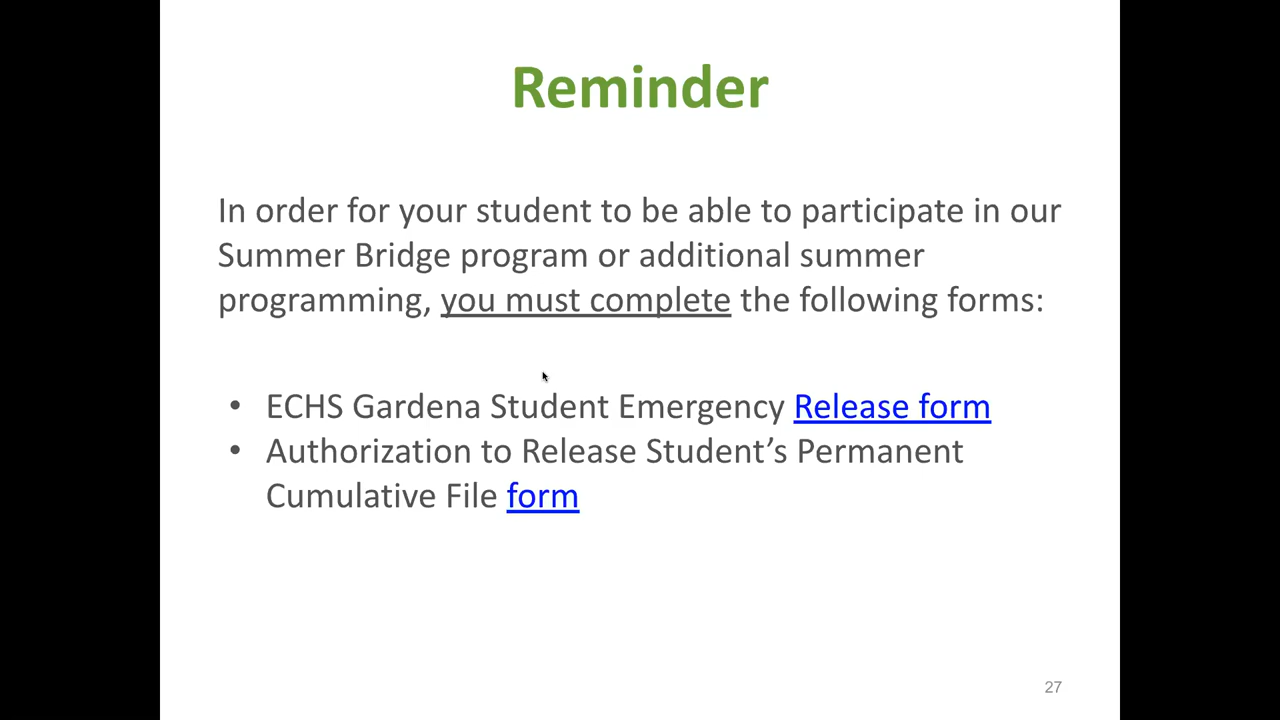 Reminder
In order for your student to be able to participate in our
Summer Bridge program or additional summer
programming, you must complete the following forms:
• ECHS Gardena Student Emergency Release form
• Authorization to Release Student’s Permanent
Cumulative File form
27